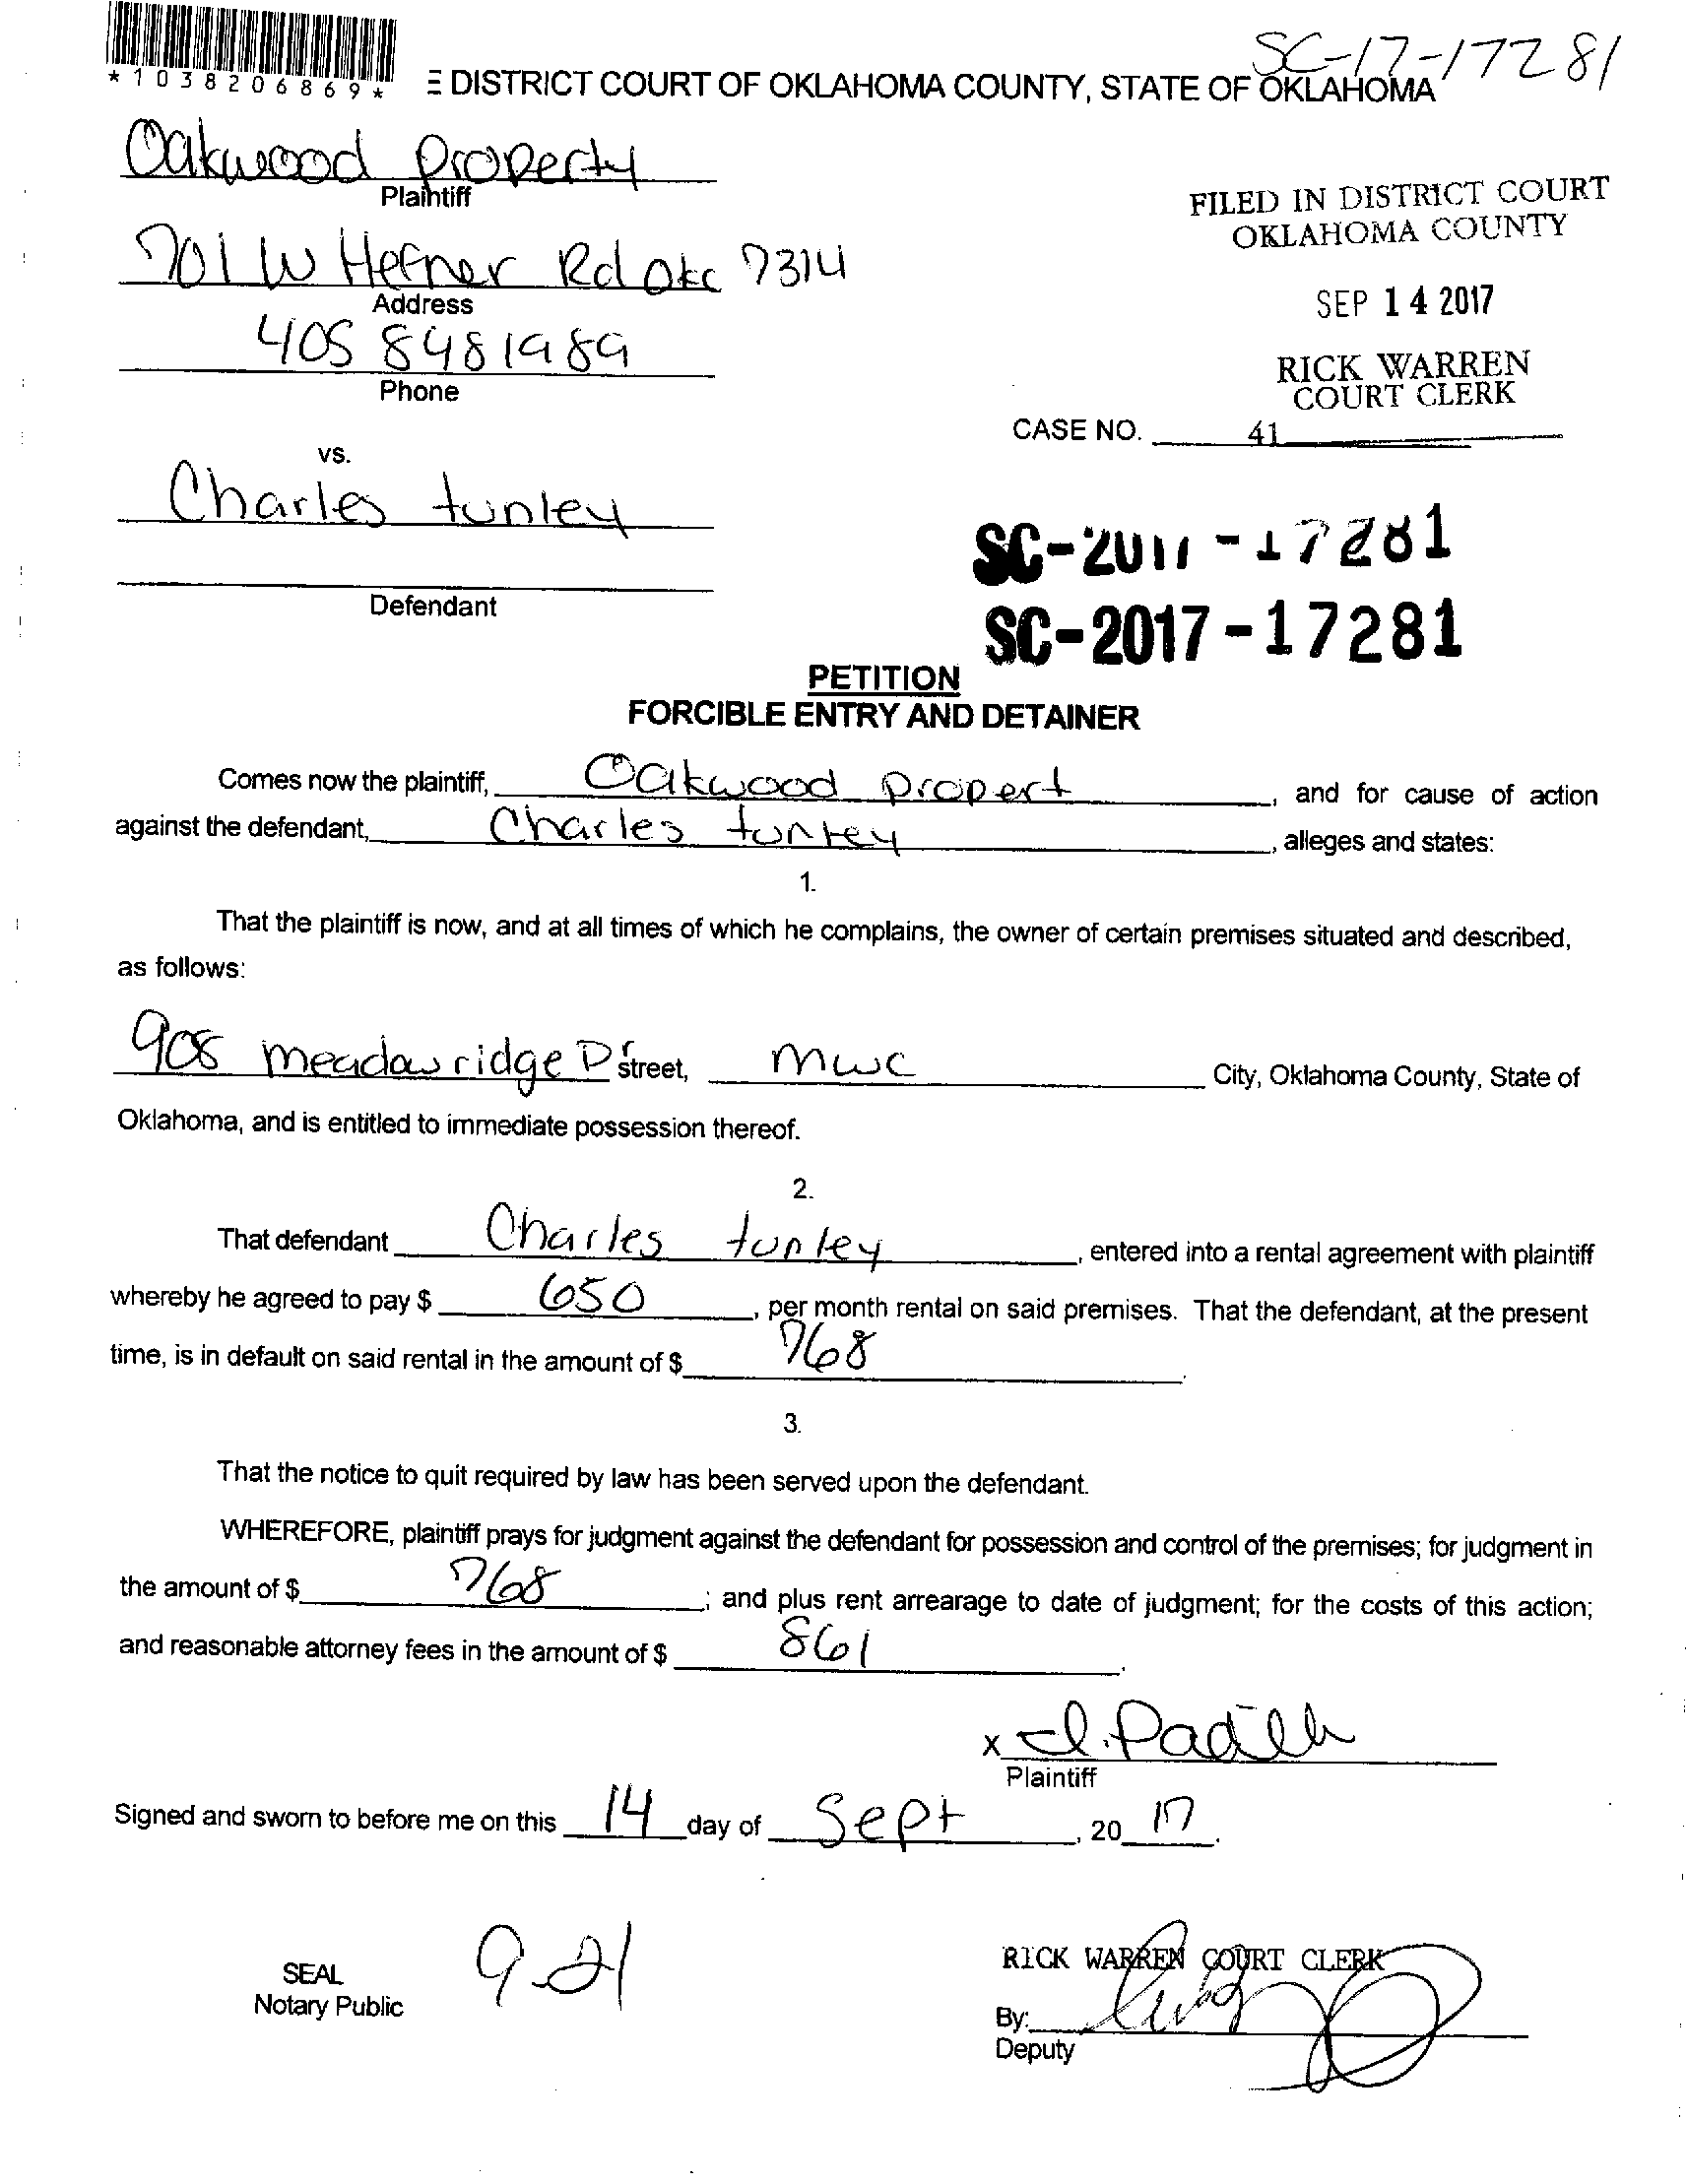 *1038206869*
SC-17-17281
DISTRICT COURT OF OKLAHOMA COUNTY, STATE OF OKLAHOMA
Oakwood Property
Plaintiff
FILED IN DISTRICT COURT
OKLAHOMA COUNTY
701 W Hefner Rd Okc 7314
Address
SEP 14 2017
405 8481989
Phone
RICK WARREN
COURT CLERK
CASE NO. 41
vs.
Charles tunley
Defendant
SC-2017-17281
SC-2017-17281
PETITION
FORCIBLE ENTRY AND DETAINER
Comes now the plaintiff, Oakwood propert, and for cause of action
against the defendant, Charles tunley, alleges and states:
1.
That the plaintiff is now, and at all times of which he complains, the owner of certain premises situated and described,
as follows:
908 meadowridge Dr street, mwc City, Oklahoma County, State of
Oklahoma, and is entitled to immediate possession thereof.
2.
That defendant Charles tunley, entered into a rental agreement with plaintiff
whereby he agreed to pay $ 650, per month rental on said premises. That the defendant, at the present
time, is in default on said rental in the amount of $ 768.
3.
That the notice to quit required by law has been served upon the defendant.
WHEREFORE, plaintiff prays for judgment against the defendant for possession and control of the premises; for judgment in
the amount of $ 768; and plus rent arrearage to date of judgment; for the costs of this action;
and reasonable attorney fees in the amount of $ 861.
x I. Padilla
Plaintiff
Signed and sworn to before me on this 14 day of Sept, 20 17.
9-21
SEAL
Notary Public
RICK WARREN COURT CLERK
By:
Deputy